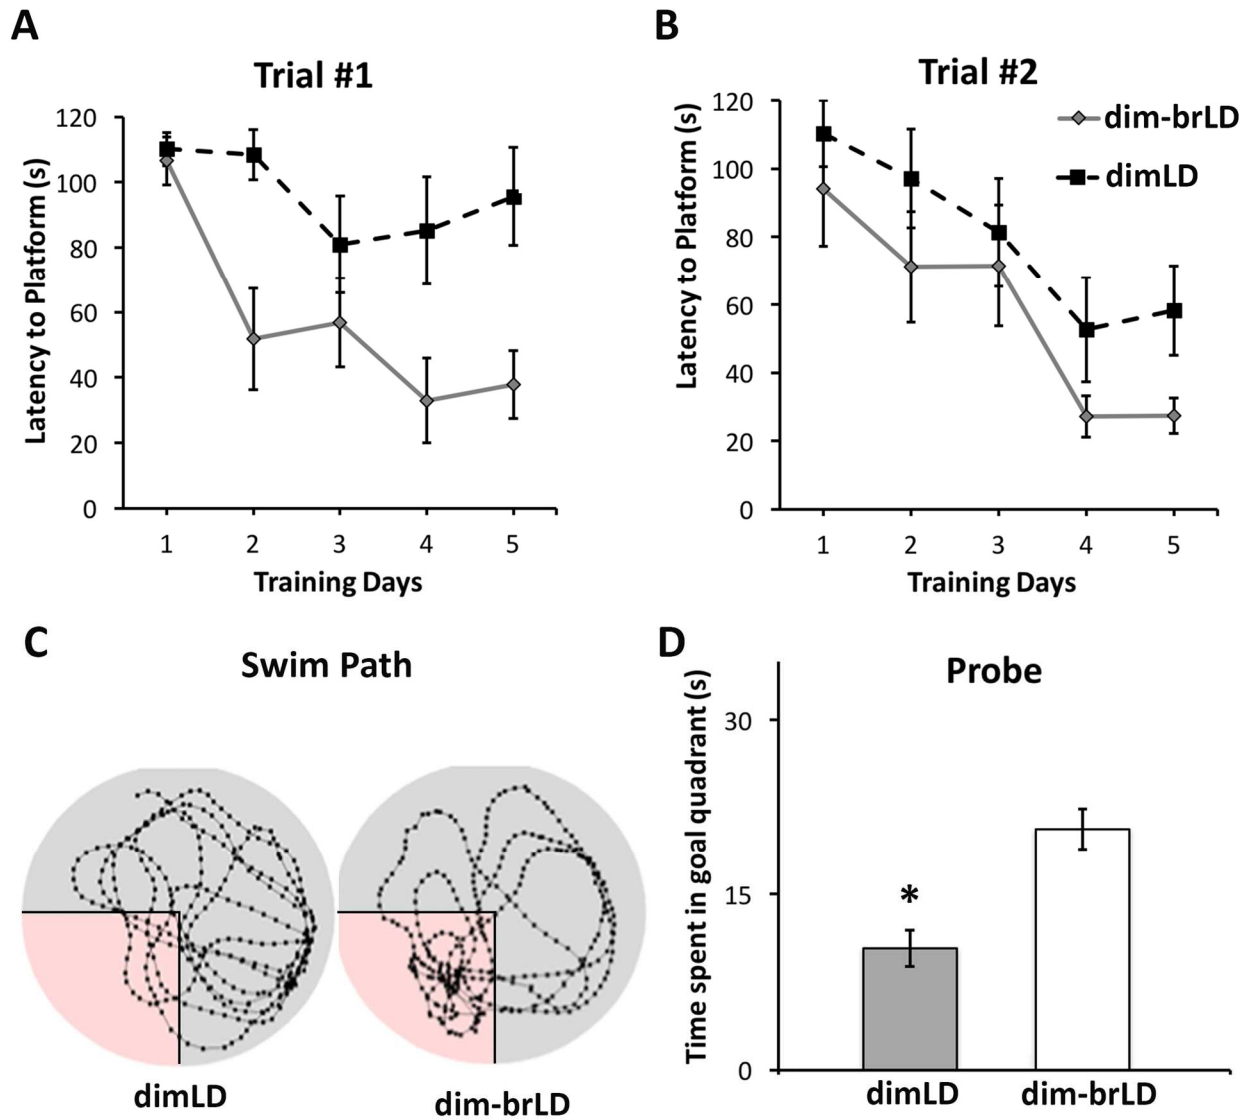 A
Trial #1
Latency to Platform (s)
120
100
80
60
40
20
0
1 2 3 4 5
Training Days
B
Trial #2
Latency to Platform (s)
120
100
80
60
40
20
0
1 2 3 4 5
Training Days
dim-brLD
dimLD
C
Swim Path
dimLD
dim-brLD
D
Probe
Time spent in goal quadrant (s)
30
15
0
*
dimLD
dim-brLD